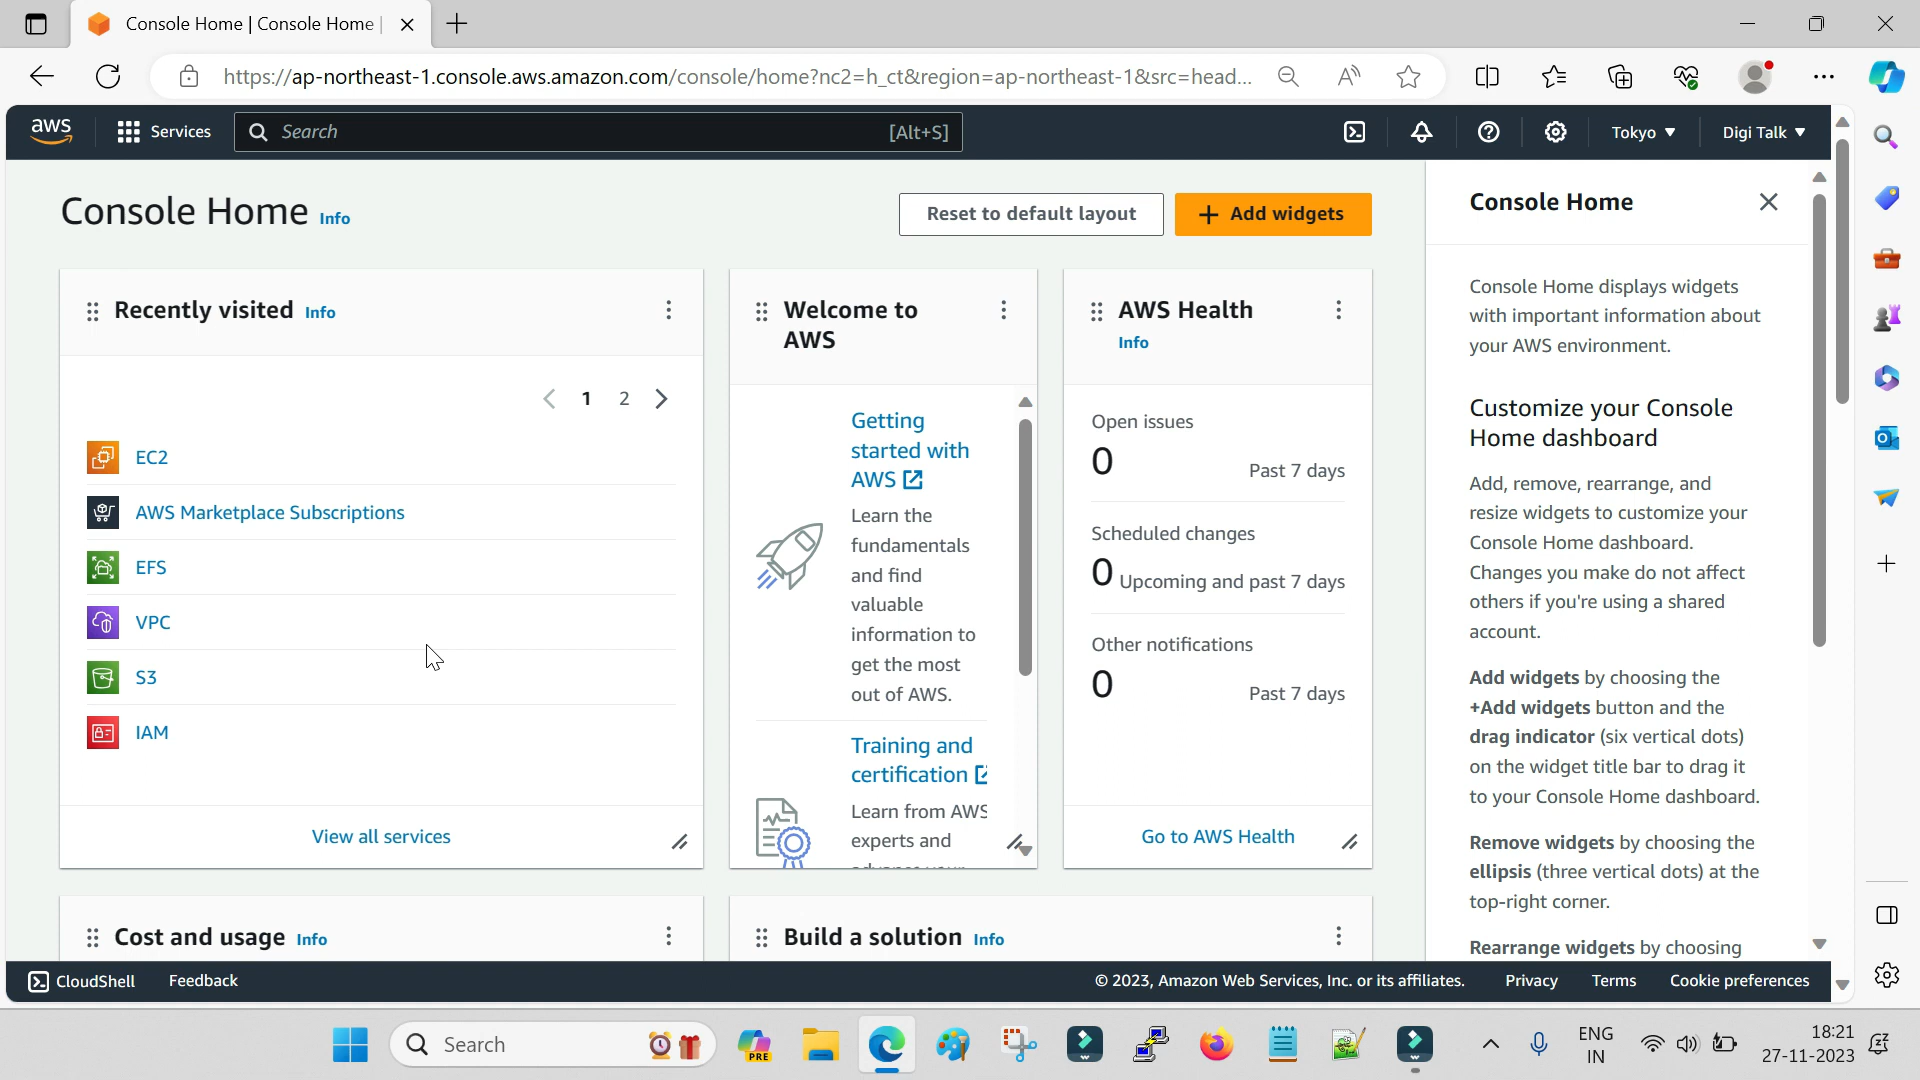 Console Home | Console Home |
https://ap-northeast-1.console.aws.amazon.com/console/home?nc2=h_ct&region=ap-northeast-1&src=head...
aws
Services
Search
[Alt+S]
Tokyo
Digi Talk
Console Home Info
Reset to default layout
Add widgets
Recently visited Info
1 2
EC2
AWS Marketplace Subscriptions
EFS
VPC
S3
IAM
View all services
Welcome to
AWS
Getting
started with
AWS
Learn the
fundamentals
and find
valuable
information to
get the most
out of AWS.
Training and
certification
Learn from AWS
experts and
AWS Health
Info
Open issues
0
Past 7 days
Scheduled changes
0
Upcoming and past 7 days
Other notifications
0
Past 7 days
Go to AWS Health
Cost and usage Info
Build a solution Info
Console Home
Console Home displays widgets
with important information about
your AWS environment.
Customize your Console
Home dashboard
Add, remove, rearrange, and
resize widgets to customize your
Console Home dashboard.
Changes you make do not affect
others if you're using a shared
account.
Add widgets by choosing the
+Add widgets button and the
drag indicator (six vertical dots)
on the widget title bar to drag it
to your Console Home dashboard.
Remove widgets by choosing the
ellipsis (three vertical dots) at the
top-right corner.
Rearrange widgets by choosing
CloudShell
Feedback
© 2023, Amazon Web Services, Inc. or its affiliates.
Privacy
Terms
Cookie preferences
Search
PRE
ENG
IN
18:21
27-11-2023